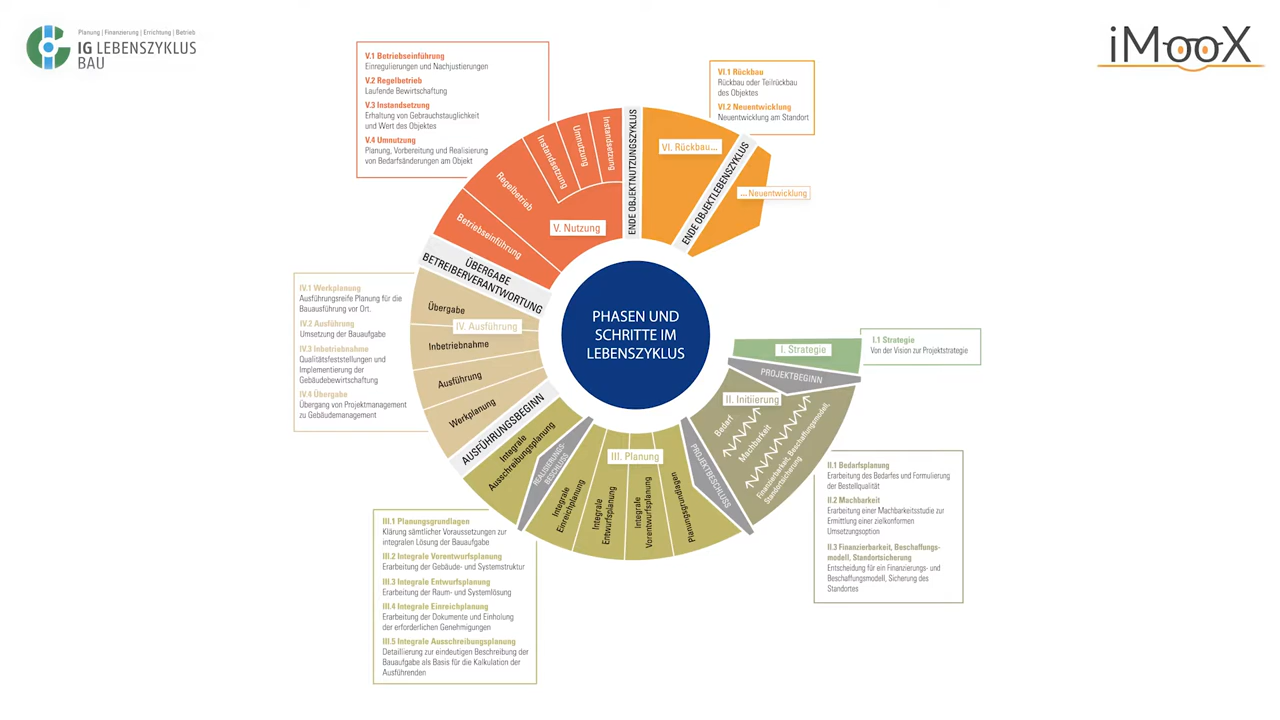 Planung | Finanzierung | Errichtung | Betrieb
IG LEBENSZYKLUS
BAU
iMooX
V.1 Betriebseinführung
Einregulierungen und Nachjustierungen
V.2 Regelbetrieb
Laufende Bewirtschaftung
V.3 Instandsetzung
Erhaltung von Gebrauchstauglichkeit
und Wert des Objektes
V.4 Umnutzung
Planung, Vorbereitung und Realisierung
von Bedarfsänderungen am Objekt
VI.1 Rückbau
Rückbau oder Teilrückbau
des Objektes
VI.2 Neuentwicklung
Neuentwicklung am Standort
Instandsetzung
Umnutzung
Instandsetzung
Regelbetrieb
Betriebseinführung
V. Nutzung
ENDE OBJEKTNUTZUNGSZYKLUS
VI. Rückbau...
ENDE OBJEKTLEBENSZYKLUS
... Neuentwicklung
ÜBERGABE
BETREIBERVERANTWORTUNG
IV.1 Werkplanung
Ausführungsreife Planung für die
Bauausführung vor Ort.
IV.2 Ausführung
Umsetzung der Bauaufgabe
IV.3 Inbetriebnahme
Qualitätsfeststellungen und
Implementierung der
Gebäudebewirtschaftung
IV.4 Übergabe
Übergang von Projektmanagement
zu Gebäudemanagement
Übergabe
IV. Ausführung
Inbetriebnahme
Ausführung
Werkplanung
AUSFÜHRUNGSBEGINN
PHASEN UND
SCHRITTE IM
LEBENSZYKLUS
I. Strategie
I.1 Strategie
Von der Vision zur Projektstrategie
PROJEKTBEGINN
II. Initiierung
Bedarf
Machbarkeit
Finanzierbarkeit, Beschaffungsmodell,
Standortsicherung
PROJEKTBESCHLUSS
III. Planung
Planungsgrundlagen
Integrale
Vorentwurfsplanung
Integrale
Entwurfsplanung
Integrale
Einreichplanung
REALISIERUNGS-
BESCHLUSS
Integrale
Ausschreibungsplanung
II.1 Bedarfsplanung
Erarbeitung des Bedarfes und Formulierung
der Bestellqualität
II.2 Machbarkeit
Erarbeitung einer Machbarkeitsstudie zur
Ermittlung einer zielkonformen
Umsetzungsoption
II.3 Finanzierbarkeit, Beschaffungs-
modell, Standortsicherung
Entscheidung für ein Finanzierungs- und
Beschaffungsmodell, Sicherung des
Standortes
III.1 Planungsgrundlagen
Klärung sämtlicher Voraussetzungen zur
integralen Lösung der Bauaufgabe
III.2 Integrale Vorentwurfsplanung
Erarbeitung der Gebäude- und Systemstruktur
III.3 Integrale Entwurfsplanung
Erarbeitung der Raum- und Systemlösung
III.4 Integrale Einreichplanung
Erarbeitung der Dokumente und Einholung
der erforderlichen Genehmigungen
III.5 Integrale Ausschreibungsplanung
Detaillierung zur eindeutigen Beschreibung der
Bauaufgabe als Basis für die Kalkulation der
Ausführenden